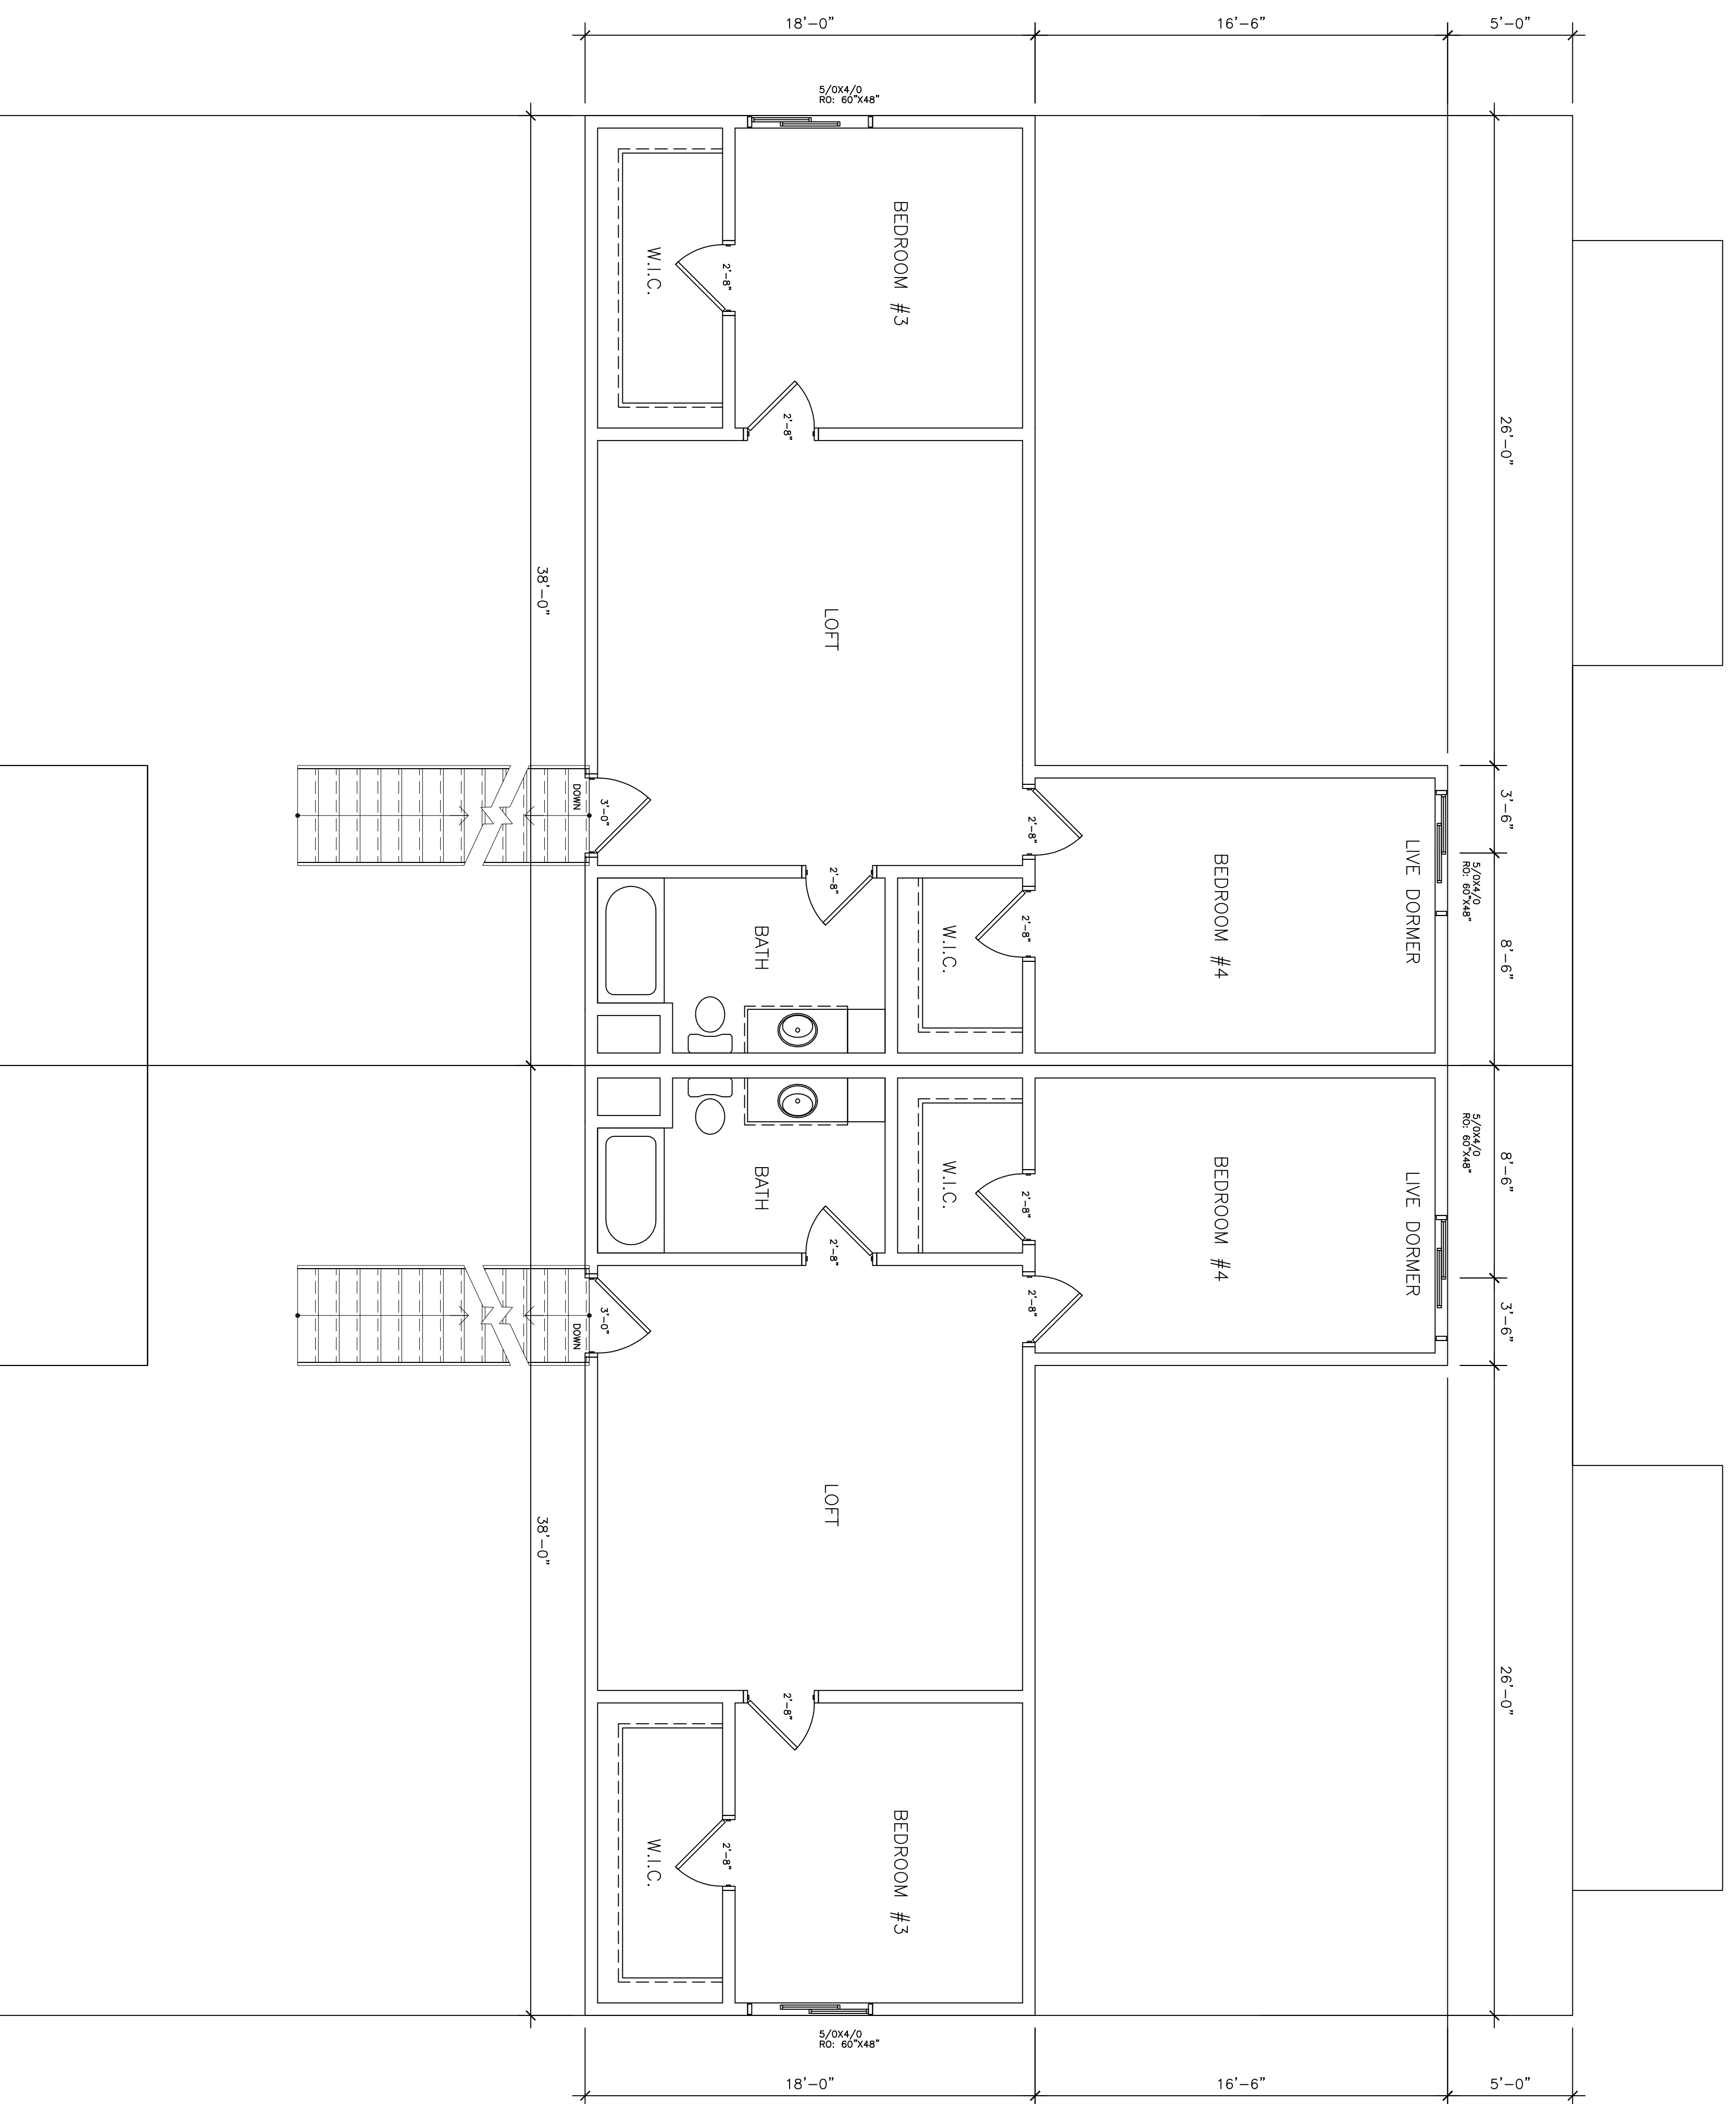 18'-0"
16'-6"
5'-0"
5/0X4/0
RO: 60"X48"
BEDROOM #3
W.I.C.
2'-8"
2'-8"
26'-0"
38'-0"
LOFT
DOWN
3'-0"
2'-8"
2'-8"
2'-8"
3'-6"
5/0X4/0
RO: 60"X48"
LIVE DORMER
BEDROOM #4
8'-6"
W.I.C.
BATH
5/0X4/0
RO: 60"X48"
8'-6"
LIVE DORMER
BEDROOM #4
W.I.C.
BATH
2'-8"
2'-8"
2'-8"
3'-0"
DOWN
3'-6"
LOFT
38'-0"
26'-0"
2'-8"
2'-8"
BEDROOM #3
W.I.C.
5/0X4/0
RO: 60"X48"
18'-0"
16'-6"
5'-0"